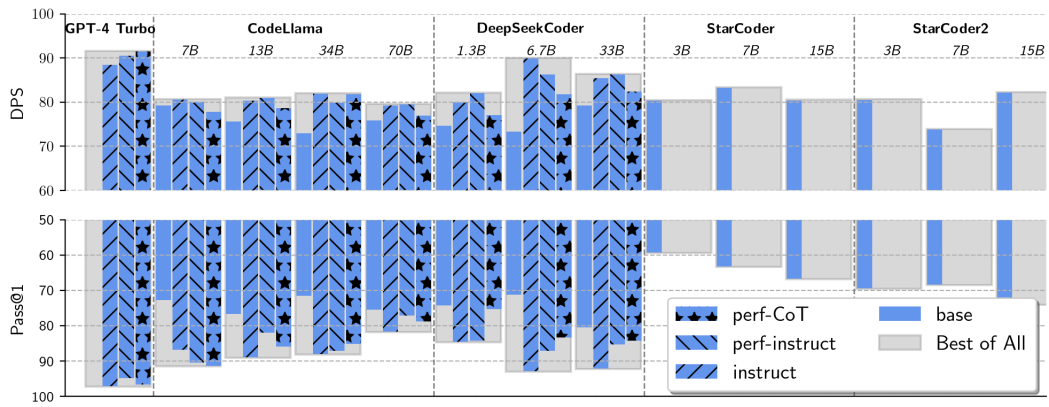 100
90
80
70
60
DPS
GPT-4 Turbo
CodeLlama
DeepSeekCoder
StarCoder
StarCoder2
7B
13B
34B
70B
1.3B
6.7B
33B
3B
7B
15B
3B
7B
15B
50
60
70
80
90
100
Pass@1
perf-CoT
perf-instruct
instruct
base
Best of All